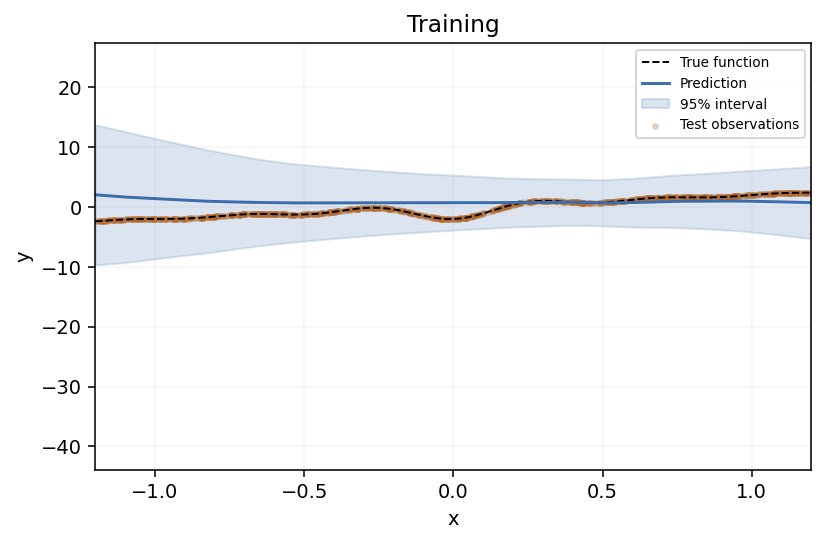 Training
True function
Prediction
95% interval
Test observations
20
10
0
−10
−20
−30
−40
y
−1.0 −0.5 0.0 0.5 1.0
x